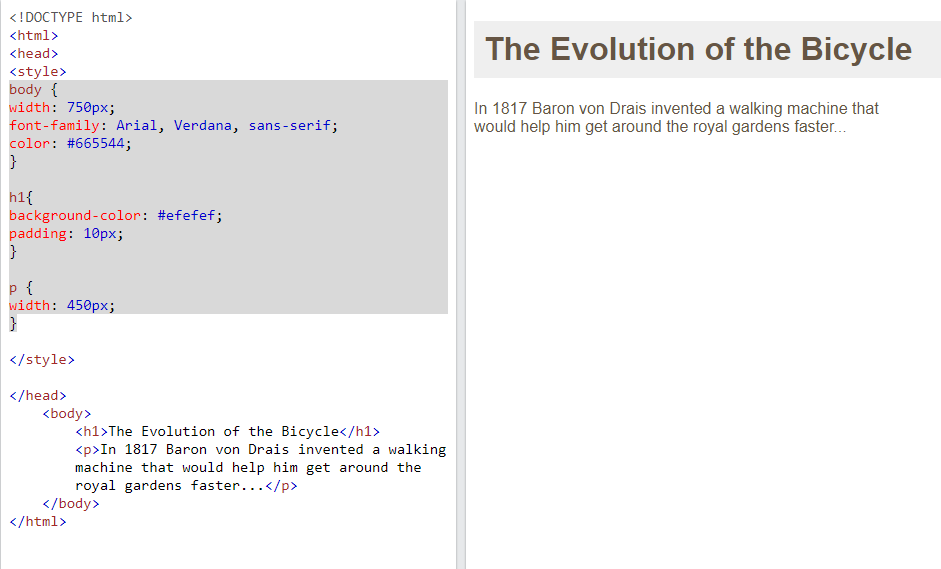 <!DOCTYPE html>
<html>
<head>
<style>
body {
width: 750px;
font-family: Arial, Verdana, sans-serif;
color: #665544;
}

h1{
background-color: #efefef;
padding: 10px;
}

p {
width: 450px;
}

</style>

</head>
    <body>
        <h1>The Evolution of the Bicycle</h1>
        <p>In 1817 Baron von Drais invented a walking
        machine that would help him get around the
        royal gardens faster...</p>
    </body>
</html>
The Evolution of the Bicycle
In 1817 Baron von Drais invented a walking machine that
would help him get around the royal gardens faster...